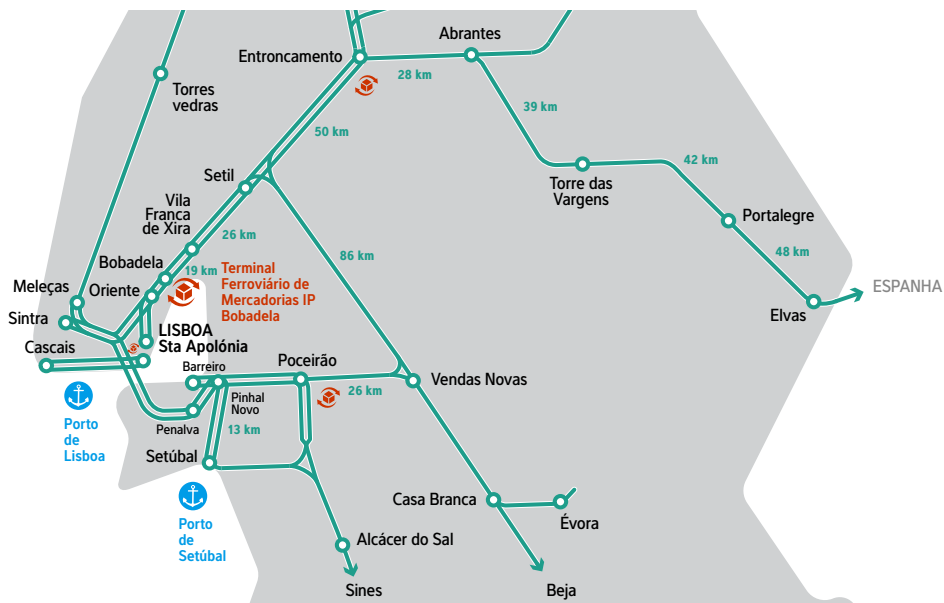 Abrantes
Entroncamento
28 km
Torres
vedras
39 km
50 km
42 km
Setil
Torre das
Vargens
Vila
Franca
de Xira
Portalegre
26 km
86 km
48 km
Bobadela
19 km
Terminal
Ferroviário de
Mercadorias IP
Bobadela
Meleças
Oriente
ESPANHA
Sintra
Elvas
LISBOA
Sta Apolónia
Cascais
Barreiro
Poceirão
Vendas Novas
26 km
Pinhal
Novo
Porto
de
Lisboa
Penalva
13 km
Setúbal
Casa Branca
Évora
Porto
de
Setúbal
Alcácer do Sal
Sines
Beja